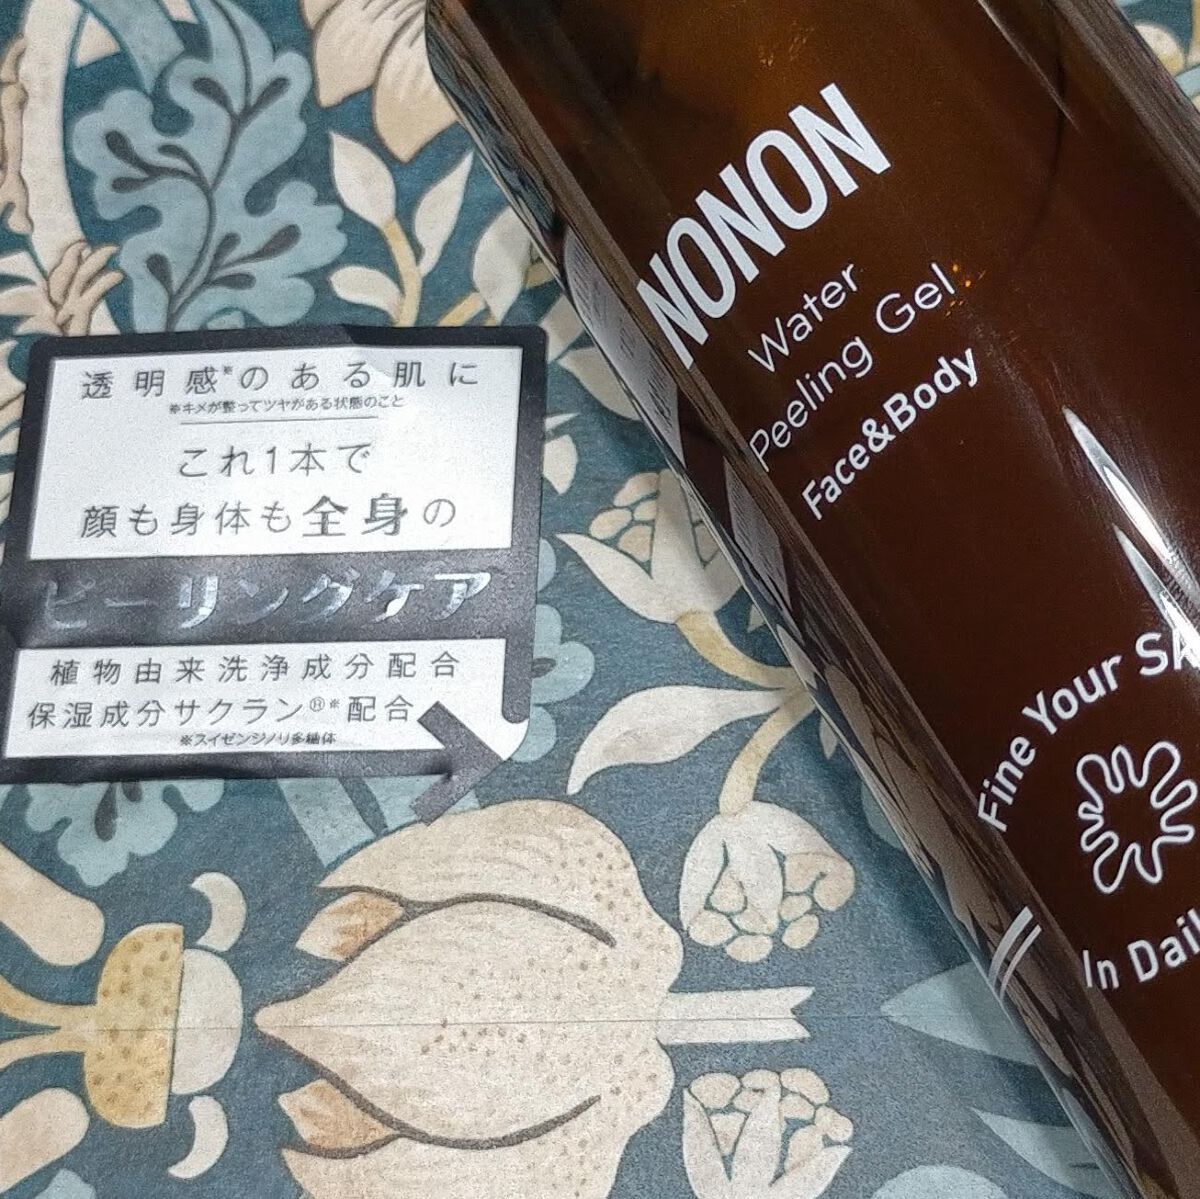 透明感※のある肌に
※キメが整ってツヤがある状態のこと
これ1本で
顔も身体も全身の
ピーリングケア
植物由来洗浄成分配合
保湿成分サクラン®※配合
※スイゼンジノリ多糖体
NONON
Water
Peeling Gel
Face&Body
Fine Your
In